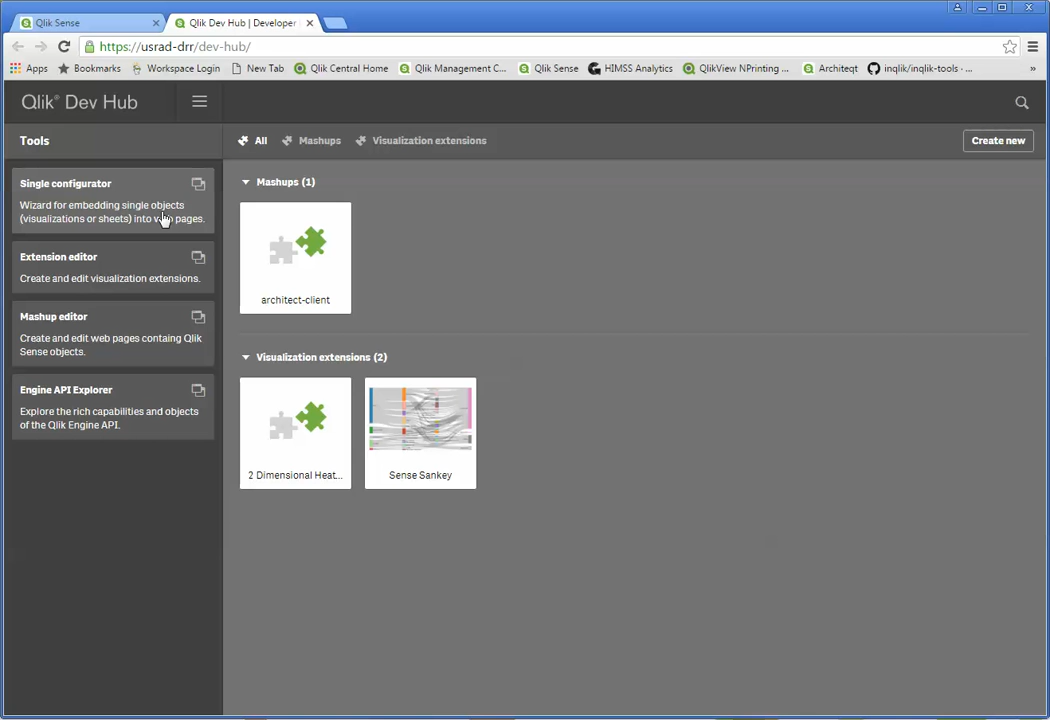 Qlik Sense
Qlik Dev Hub | Developer
https://usrad-drr/dev-hub/
Apps
Bookmarks
Workspace Login
New Tab
Qlik Central Home
Qlik Management C...
Qlik Sense
HIMSS Analytics
QlikView NPrinting ...
Architeqt
inqlik/inqlik-tools · ...
»
Qlik® Dev Hub
Tools
All
Mashups
Visualization extensions
Create new
Single configurator
Wizard for embedding single objects
(visualizations or sheets) into web pages.
Extension editor
Create and edit visualization extensions.
Mashup editor
Create and edit web pages containg Qlik
Sense objects.
Engine API Explorer
Explore the rich capabilities and objects
of the Qlik Engine API.
Mashups (1)
architect-client
Visualization extensions (2)
2 Dimensional Heat...
Sense Sankey